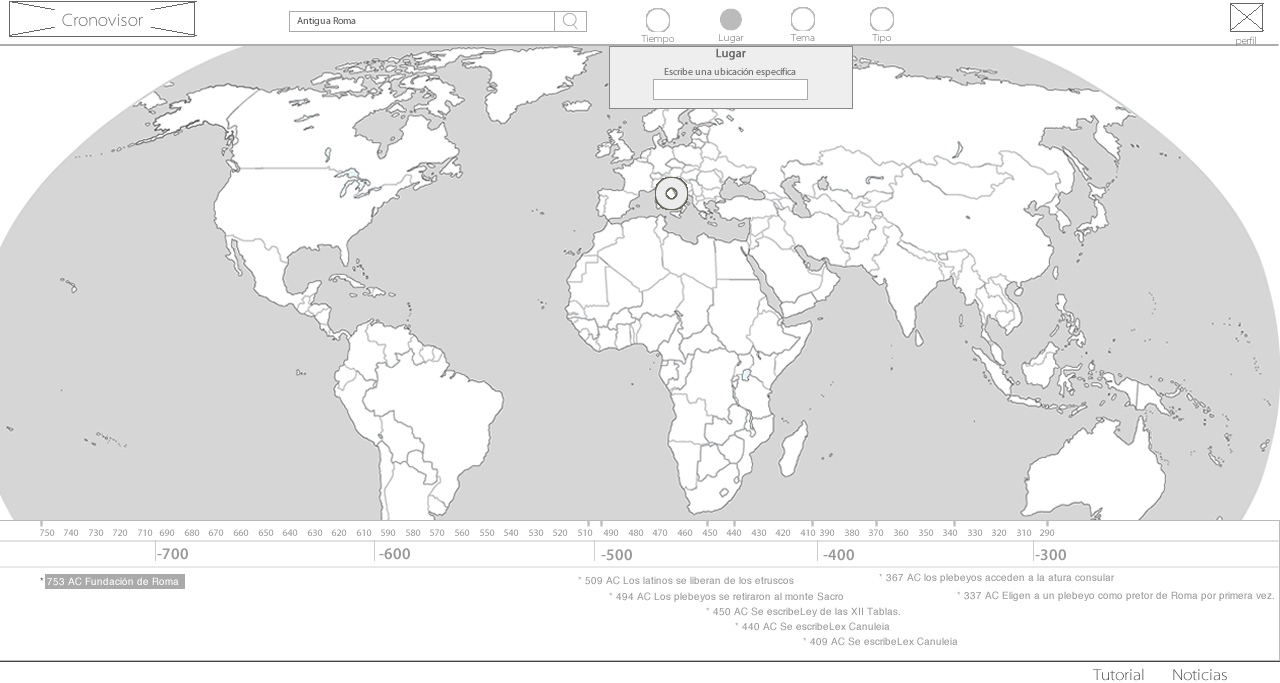 Cronovisor
Antigua Roma
Tiempo
Lugar
Tema
Tipo
perfil
Lugar
Escribe una ubicación especifica
750 740 730 720 710 690 680 670 660 640 630 620 610 590 580 570 560 550 540 530 520 510 490 480 470 460 450 440 430 420 410 390 380 370 360 350 340 330 320 310 290
-700 -600 -500 -400 -300
* 753 AC Fundación de Roma
* 509 AC Los latinos se liberan de los etruscos
* 367 AC los plebeyos acceden a la atura consular
* 494 AC Los plebeyos se retiraron al monte Sacro
* 337 AC Eligen a un plebeyo como pretor de Roma por primera vez.
* 450 AC Se escribeLey de las XII Tablas.
* 440 AC Se escribeLex Canuleia
* 409 AC Se escribeLex Canuleia
Tutorial Noticias